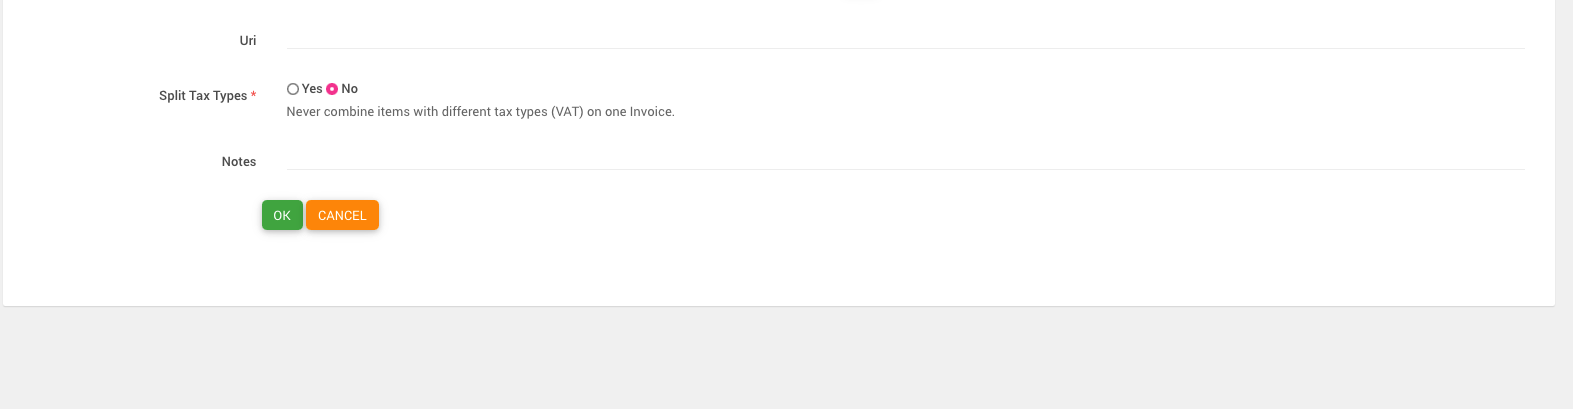 Uri
Split Tax Types *
Yes No
Never combine items with different tax types (VAT) on one Invoice.
Notes
OK CANCEL